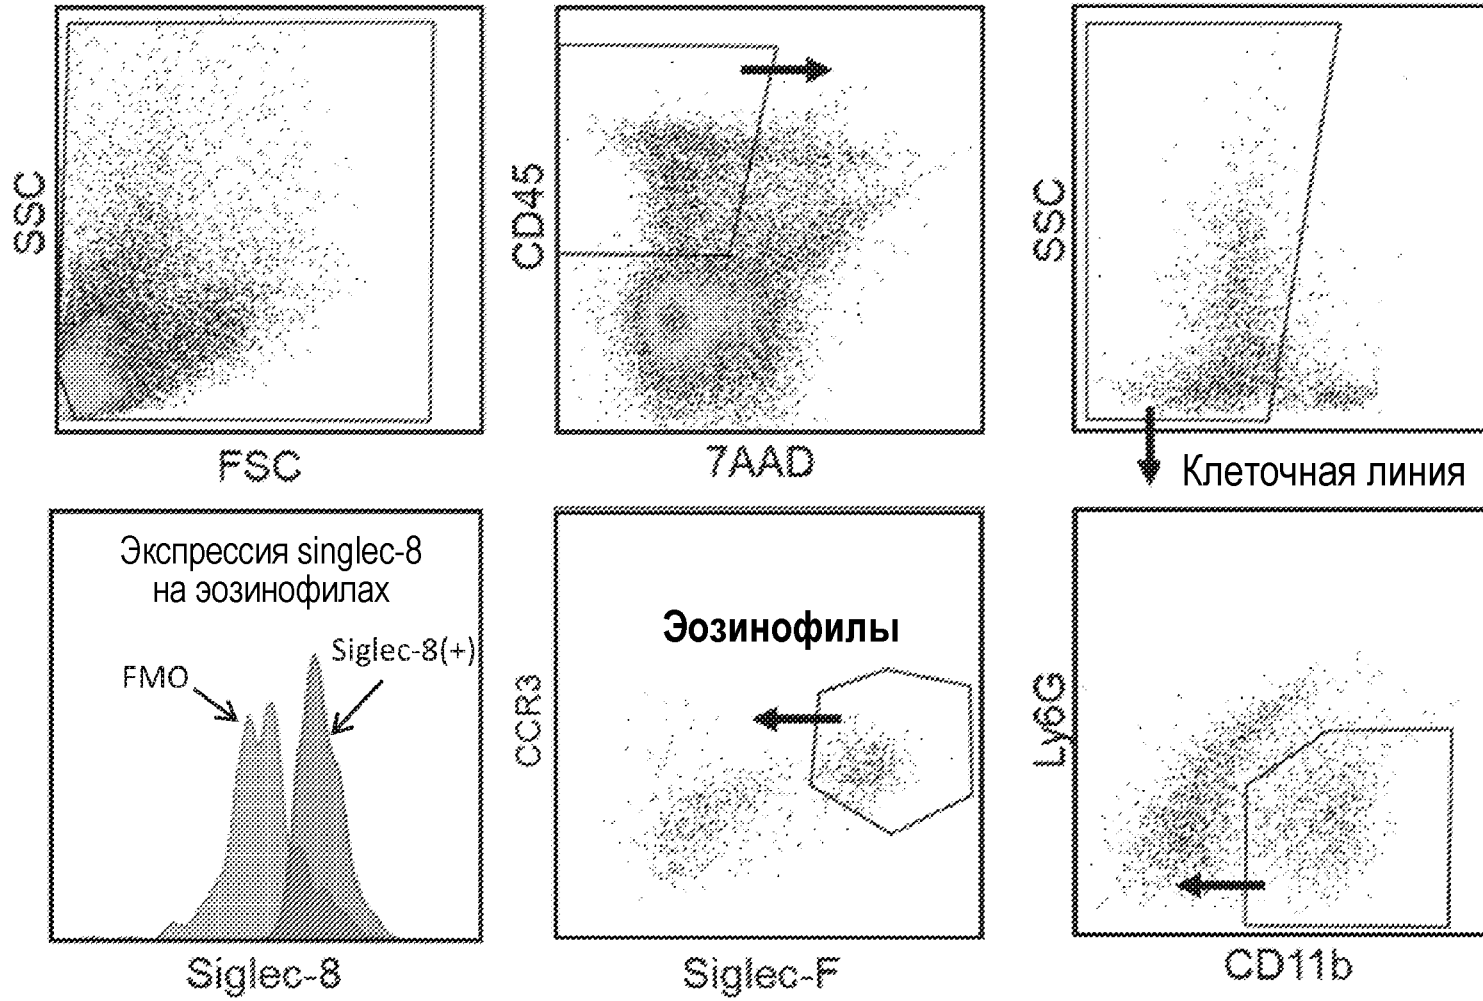 SSC
FSC
CD45
7AAD
SSC
Клеточная линия
Экспрессия singlec-8
на эозинофилах
FMO
Siglec-8(+)
Siglec-8
Эозинофилы
CCR3
Siglec-F
Ly6G
CD11b